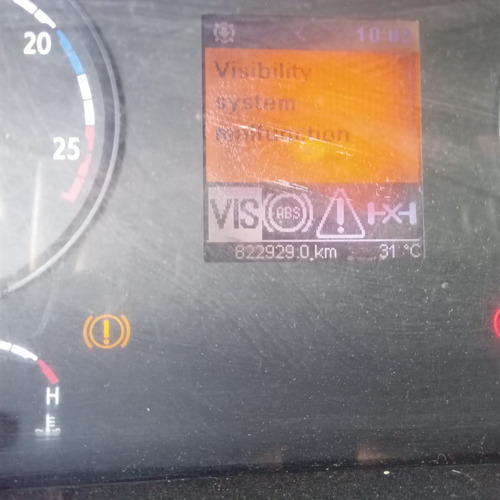 20
25
Visibility
system
malfunction
VIS ABS
822929.0 km 31 °C
H